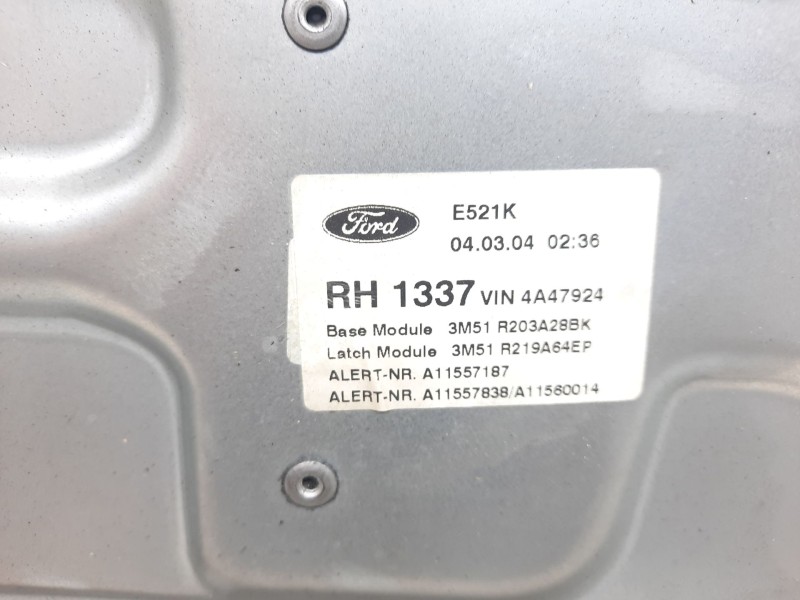 Ford
E521K
04.03.04 02:36
RH 1337 VIN 4A47924
Base Module 3M51 R203A28BK
Latch Module 3M51 R219A64EP
ALERT-NR. A11557187
ALERT-NR. A11557838/A11560014